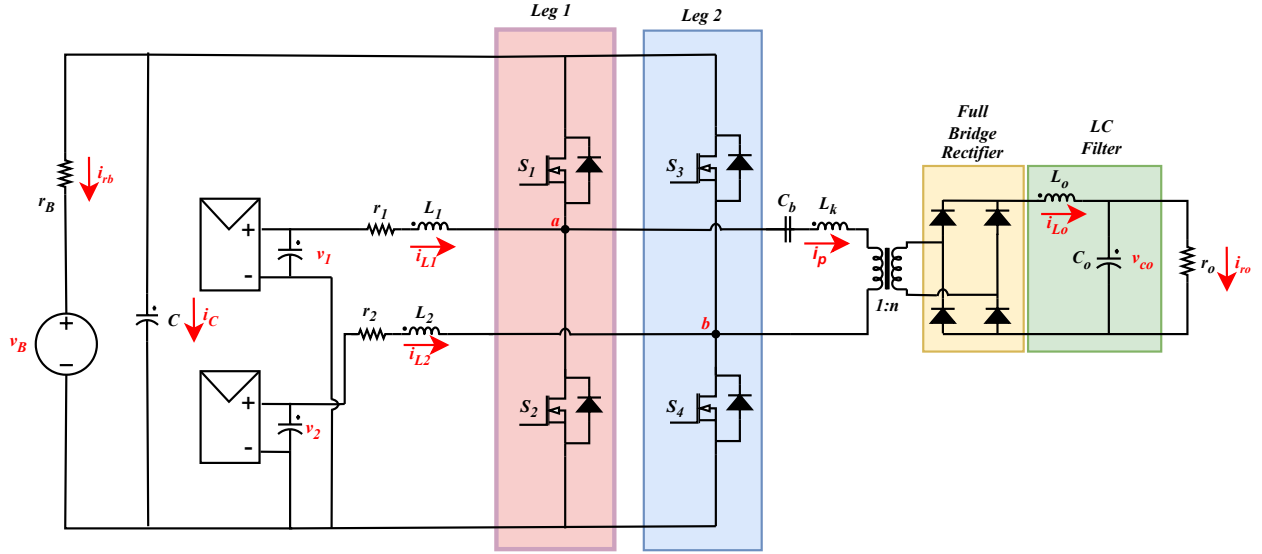 Leg 1
Leg 2
Full
Bridge
Rectifier
LC
Filter
r_B
i_rb
v_B
C
i_C
+
-
v_1
r_1
L_1
i_L1
+
-
v_2
r_2
L_2
i_L2
+
−
S_1
S_2
S_3
S_4
a
b
C_b
L_k
i_p
1:n
L_o
i_Lo
C_o
v_co
r_o
i_ro